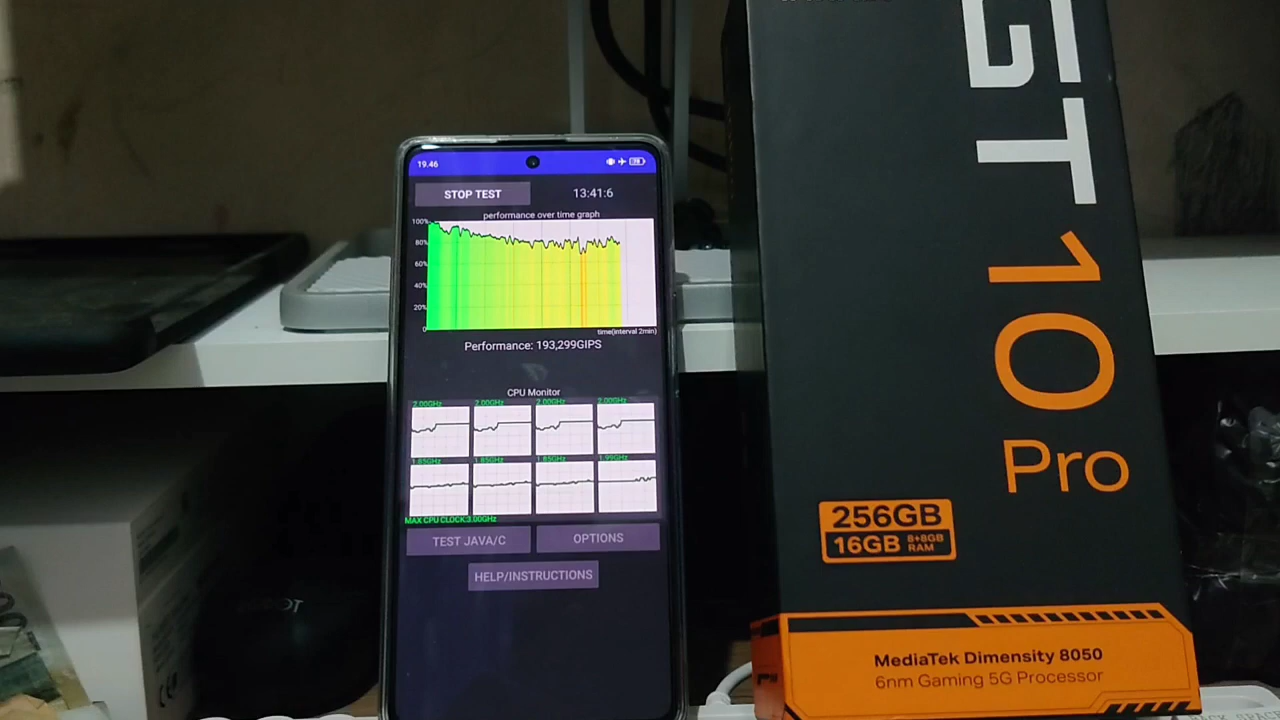 19.46
78
STOP TEST
13:41:6
performance over time graph
100%
80%
60%
40%
20%
0
time(interval 2min)
Performance: 193,299GIPS
CPU Monitor
2.00GHz 2.00GHz 2.00GHz 2.00GHz
1.85GHz 1.85GHz 1.85GHz 1.99GHz
MAX CPU CLOCK:3.00GHz
TEST JAVA/C
OPTIONS
HELP/INSTRUCTIONS
GT 10
Pro
256GB
16GB 8+8GB RAM
MediaTek Dimensity 8050
6nm Gaming 5G Processor